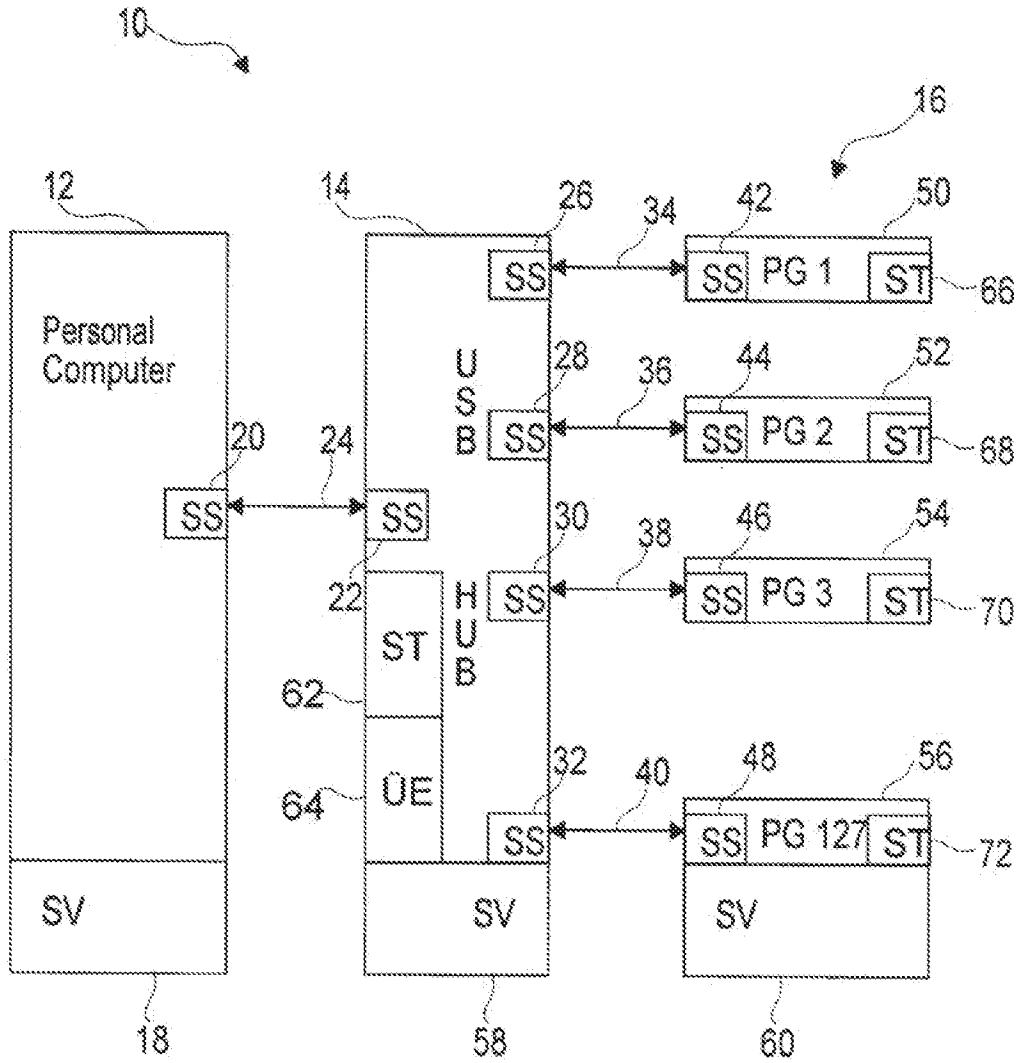 10
16
12
14
26
34
42
50
SS
SS
PG 1
ST
66
Personal
Computer
28
36
44
52
U
S
B
SS
SS
PG 2
ST
68
20
24
SS
SS
22
30
38
46
54
H
U
B
SS
SS
PG 3
ST
70
ST
62
32
40
48
56
64
ÜE
SS
SS
PG 127
ST
72
SV
SV
SV
18
58
60